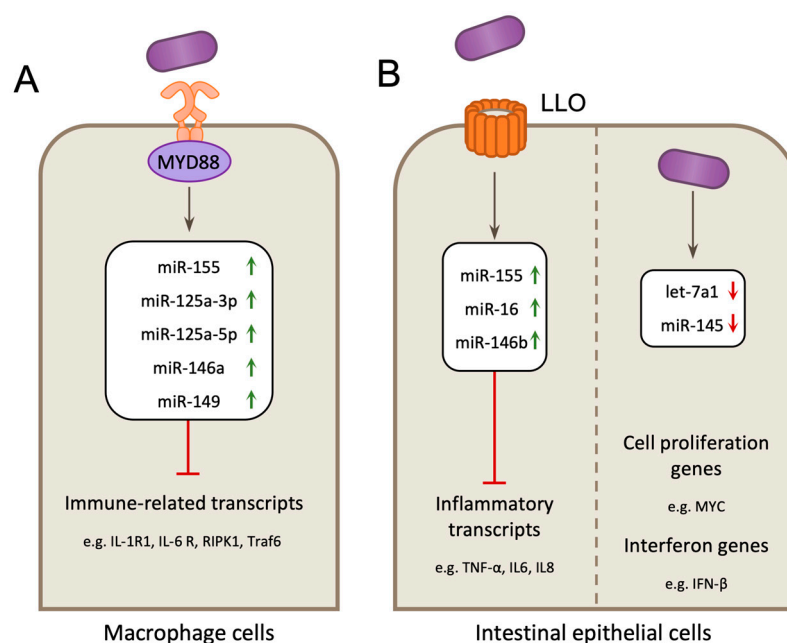 A
MYD88
miR-155
miR-125a-3p
miR-125a-5p
miR-146a
miR-149
Immune-related transcripts
e.g. IL-1R1, IL-6 R, RIPK1, Traf6
Macrophage cells
B
LLO
miR-155
miR-16
miR-146b
Inflammatory
transcripts
e.g. TNF-α, IL6, IL8
let-7a1
miR-145
Cell proliferation
genes
e.g. MYC
Interferon genes
e.g. IFN-β
Intestinal epithelial cells